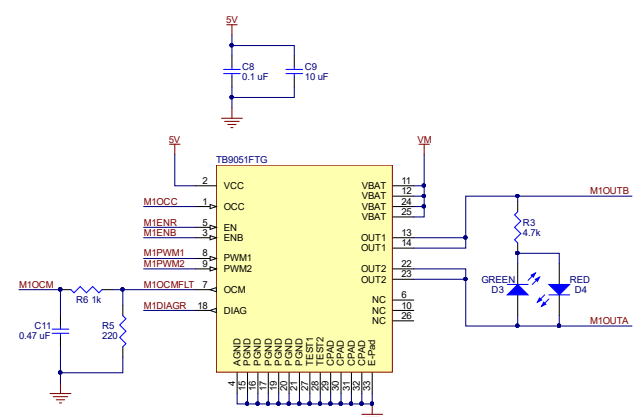 5V
C8
0.1 uF
C9
10 uF
5V
VM
TB9051FTG
2
VCC
M1OCC
1
OCC
M1ENR
5
EN
M1ENB
3
ENB
M1PWM1
8
PWM1
M1PWM2
9
PWM2
M1OCM
R6 1k
M1OCMFLT
7
OCM
M1DIAGR
18
DIAG
C11
0.47 uF
R5
220
VBAT
11
VBAT
12
VBAT
24
VBAT
25
OUT1
13
OUT1
14
OUT2
22
OUT2
23
NC
6
NC
10
NC
26
M1OUTB
R3
4.7k
GREEN
D3
RED
D4
M1OUTA
AGND
PGND
PGND
PGND
PGND
PGND
PGND
TEST1
TEST2
CPAD
CPAD
CPAD
CPAD
E-Pad
4
15
16
17
19
20
21
27
28
29
30
31
32
33